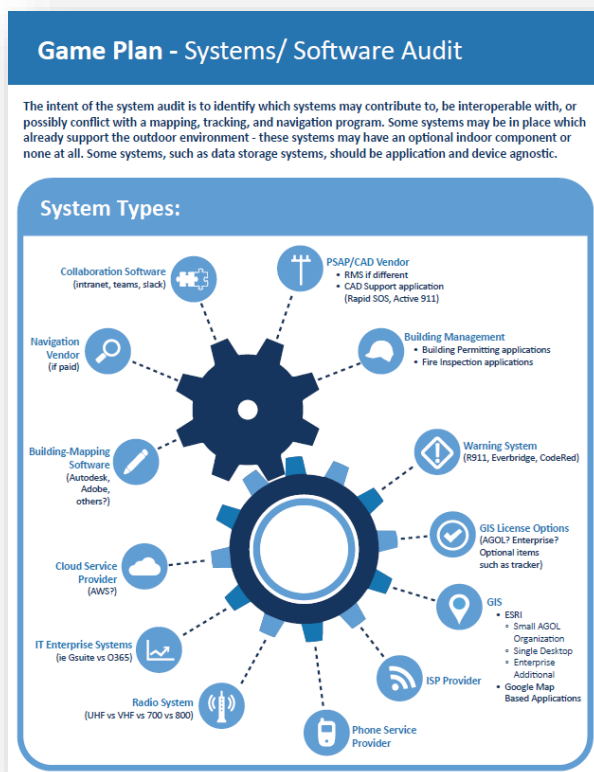 Game Plan - Systems/ Software Audit
The intent of the system audit is to identify which systems may contribute to, be interoperable with, or
possibly conflict with a mapping, tracking, and navigation program. Some systems may be in place which
already support the outdoor environment - these systems may have an optional indoor component or
none at all. Some systems, such as data storage systems, should be application and device agnostic.
System Types:
Collaboration Software
(intranet, teams, slack)
PSAP/CAD Vendor
• RMS if different
• CAD Support application
(Rapid SOS, Active 911)
Navigation
Vendor
(if paid)
Building Management
• Building Permitting applications
• Fire Inspection applications
Building-Mapping
Software
(Autodesk,
Adobe,
others?)
Warning System
(R911, Everbridge, CodeRed)
GIS License Options
(AGOL? Enterprise?
Optional items
such as tracker)
Cloud Service
Provider
(AWS?)
GIS
• ESRI
◦ Small AGOL
Organization
◦ Single Desktop
◦ Enterprise
Additional
• Google Map
Based Applications
IT Enterprise Systems
(ie Gsuite vs O365)
ISP Provider
Radio System
(UHF vs VHF vs 700 vs 800)
Phone Service
Provider